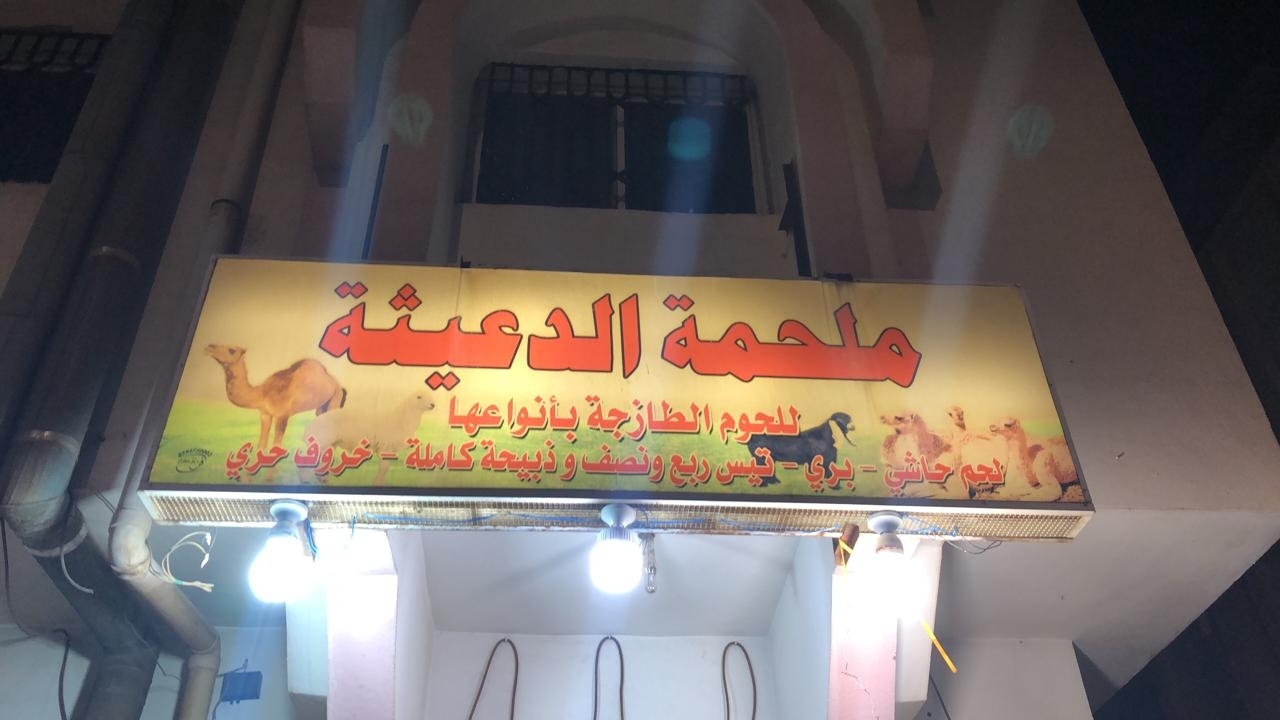 ملحمة الدعيثة
للحوم الطازجة بأنواعها
لحم حاشي - بري - تيس ربع ونصف و ذبيحة كاملة - خروف حري